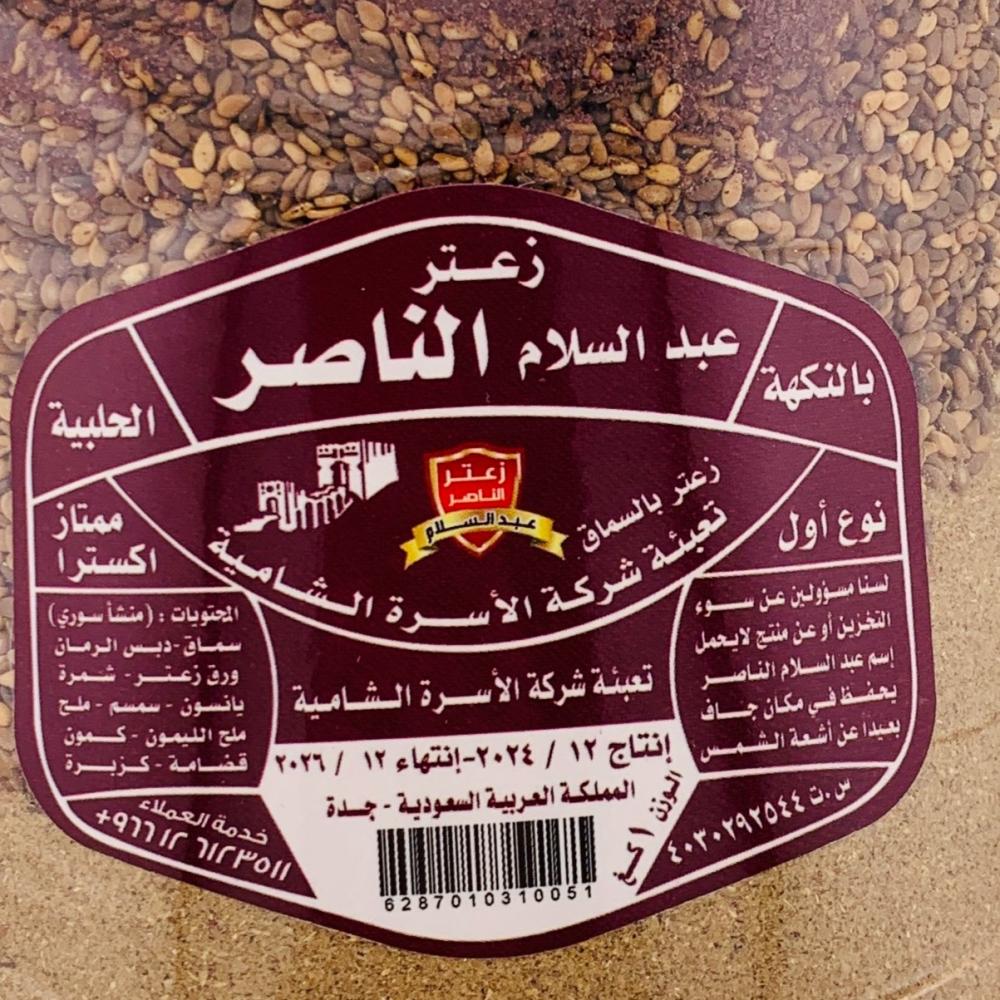 زعتر
عبد السلام الناصر
بالنكهة
الحلبية
زعتر
الناصر
عبد السلام
زعتر بالسماق
تعبئة شركة الأسرة الشامية
نوع أول
ممتاز
اكسترا
لسنا مسؤولين عن سوء
التخزين أو عن منتج لايحمل
إسم عبد السلام الناصر
يحفظ في مكان جاف
بعيداً عن أشعة الشمس
المحتويات : (منشأ سوري)
سماق -دبس الرمان
ورق زعتر- شمرة
يانسون - سمسم - ملح
ملح الليمون - كمون
قضامة - كزبرة
تعبئة شركة الأسرة الشامية
إنتاج ١٢ / ٢٠٢٤-إنتهاء ١٢ / ٢٠٢٦
المملكة العربية السعودية - جدة
الوزن ١ كغ
س.ت ٤٠٣٠٢٩٢٥٤٤
خدمة العملاء
+٩٦٦ ١٢ ٦١٢٣٥١١
6287010310051